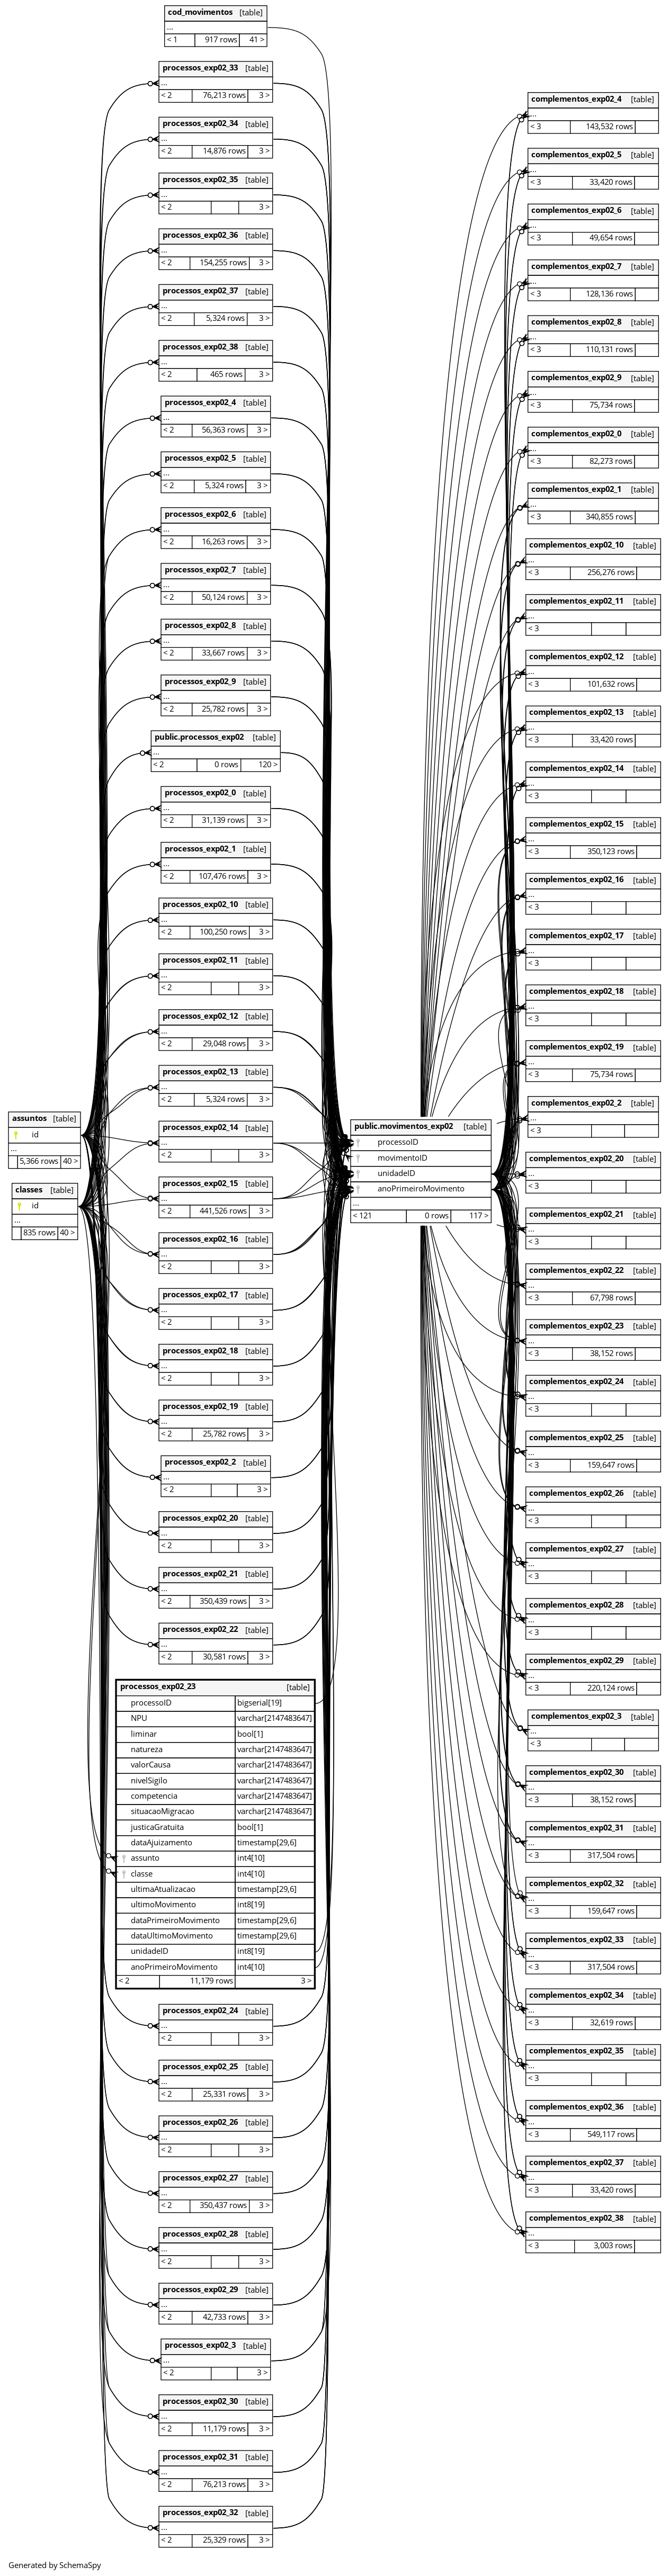 cod_movimentos [table]
...
< 1 917 rows 41 >
processos_exp02_33 [table]
...
< 2 76,213 rows 3 >
processos_exp02_34 [table]
...
< 2 14,876 rows 3 >
processos_exp02_35 [table]
...
< 2 3 >
processos_exp02_36 [table]
...
< 2 154,255 rows 3 >
processos_exp02_37 [table]
...
< 2 5,324 rows 3 >
processos_exp02_38 [table]
...
< 2 465 rows 3 >
processos_exp02_4 [table]
...
< 2 56,363 rows 3 >
processos_exp02_5 [table]
...
< 2 5,324 rows 3 >
processos_exp02_6 [table]
...
< 2 16,263 rows 3 >
processos_exp02_7 [table]
...
< 2 50,124 rows 3 >
processos_exp02_8 [table]
...
< 2 33,667 rows 3 >
processos_exp02_9 [table]
...
< 2 25,782 rows 3 >
public.processos_exp02 [table]
...
< 2 0 rows 120 >
processos_exp02_0 [table]
...
< 2 31,139 rows 3 >
processos_exp02_1 [table]
...
< 2 107,476 rows 3 >
processos_exp02_10 [table]
...
< 2 100,250 rows 3 >
processos_exp02_11 [table]
...
< 2 3 >
processos_exp02_12 [table]
...
< 2 29,048 rows 3 >
processos_exp02_13 [table]
...
< 2 5,324 rows 3 >
processos_exp02_14 [table]
...
< 2 3 >
processos_exp02_15 [table]
...
< 2 441,526 rows 3 >
processos_exp02_16 [table]
...
< 2 3 >
processos_exp02_17 [table]
...
< 2 3 >
processos_exp02_18 [table]
...
< 2 3 >
processos_exp02_19 [table]
...
< 2 25,782 rows 3 >
processos_exp02_2 [table]
...
< 2 3 >
processos_exp02_20 [table]
...
< 2 3 >
processos_exp02_21 [table]
...
< 2 350,439 rows 3 >
processos_exp02_22 [table]
...
< 2 30,581 rows 3 >
processos_exp02_23 [table]
processoID bigserial[19]
NPU varchar[2147483647]
liminar bool[1]
natureza varchar[2147483647]
valorCausa varchar[2147483647]
nivelSigilo varchar[2147483647]
competencia varchar[2147483647]
situacaoMigracao varchar[2147483647]
justicaGratuita bool[1]
dataAjuizamento timestamp[29,6]
assunto int4[10]
classe int4[10]
ultimaAtualizacao timestamp[29,6]
ultimoMovimento int8[19]
dataPrimeiroMovimento timestamp[29,6]
dataUltimoMovimento timestamp[29,6]
unidadeID int8[19]
anoPrimeiroMovimento int4[10]
< 2 11,179 rows 3 >
processos_exp02_24 [table]
...
< 2 3 >
processos_exp02_25 [table]
...
< 2 25,331 rows 3 >
processos_exp02_26 [table]
...
< 2 3 >
processos_exp02_27 [table]
...
< 2 350,437 rows 3 >
processos_exp02_28 [table]
...
< 2 3 >
processos_exp02_29 [table]
...
< 2 42,733 rows 3 >
processos_exp02_3 [table]
...
< 2 3 >
processos_exp02_30 [table]
...
< 2 11,179 rows 3 >
processos_exp02_31 [table]
...
< 2 76,213 rows 3 >
processos_exp02_32 [table]
...
< 2 25,329 rows 3 >
assuntos [table]
id
...
5,366 rows 40 >
classes [table]
id
...
835 rows 40 >
public.movimentos_exp02 [table]
processoID
movimentoID
unidadeID
anoPrimeiroMovimento
...
< 121 0 rows 117 >
complementos_exp02_4 [table]
...
< 3 143,532 rows
complementos_exp02_5 [table]
...
< 3 33,420 rows
complementos_exp02_6 [table]
...
< 3 49,654 rows
complementos_exp02_7 [table]
...
< 3 128,136 rows
complementos_exp02_8 [table]
...
< 3 110,131 rows
complementos_exp02_9 [table]
...
< 3 75,734 rows
complementos_exp02_0 [table]
...
< 3 82,273 rows
complementos_exp02_1 [table]
...
< 3 340,855 rows
complementos_exp02_10 [table]
...
< 3 256,276 rows
complementos_exp02_11 [table]
...
< 3
complementos_exp02_12 [table]
...
< 3 101,632 rows
complementos_exp02_13 [table]
...
< 3 33,420 rows
complementos_exp02_14 [table]
...
< 3
complementos_exp02_15 [table]
...
< 3 350,123 rows
complementos_exp02_16 [table]
...
< 3
complementos_exp02_17 [table]
...
< 3
complementos_exp02_18 [table]
...
< 3
complementos_exp02_19 [table]
...
< 3 75,734 rows
complementos_exp02_2 [table]
...
< 3
complementos_exp02_20 [table]
...
< 3
complementos_exp02_21 [table]
...
< 3
complementos_exp02_22 [table]
...
< 3 67,798 rows
complementos_exp02_23 [table]
...
< 3 38,152 rows
complementos_exp02_24 [table]
...
< 3
complementos_exp02_25 [table]
...
< 3 159,647 rows
complementos_exp02_26 [table]
...
< 3
complementos_exp02_27 [table]
...
< 3
complementos_exp02_28 [table]
...
< 3
complementos_exp02_29 [table]
...
< 3 220,124 rows
complementos_exp02_3 [table]
...
< 3
complementos_exp02_30 [table]
...
< 3 38,152 rows
complementos_exp02_31 [table]
...
< 3 317,504 rows
complementos_exp02_32 [table]
...
< 3 159,647 rows
complementos_exp02_33 [table]
...
< 3 317,504 rows
complementos_exp02_34 [table]
...
< 3 32,619 rows
complementos_exp02_35 [table]
...
< 3
complementos_exp02_36 [table]
...
< 3 549,117 rows
complementos_exp02_37 [table]
...
< 3 33,420 rows
complementos_exp02_38 [table]
...
< 3 3,003 rows
Generated by SchemaSpy